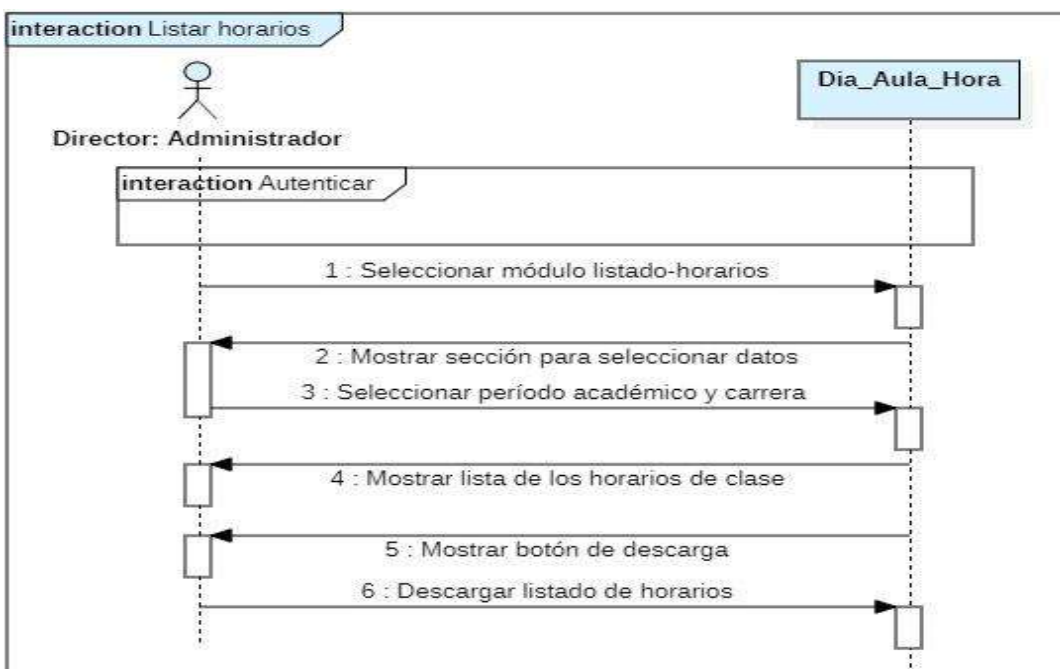 interaction Listar horarios
Dia_Aula_Hora
Director: Administrador
interaction Autenticar
1 : Seleccionar módulo listado-horarios
2 : Mostrar sección para seleccionar datos
3 : Seleccionar período académico y carrera
4 : Mostrar lista de los horarios de clase
5 : Mostrar botón de descarga
6 : Descargar listado de horarios